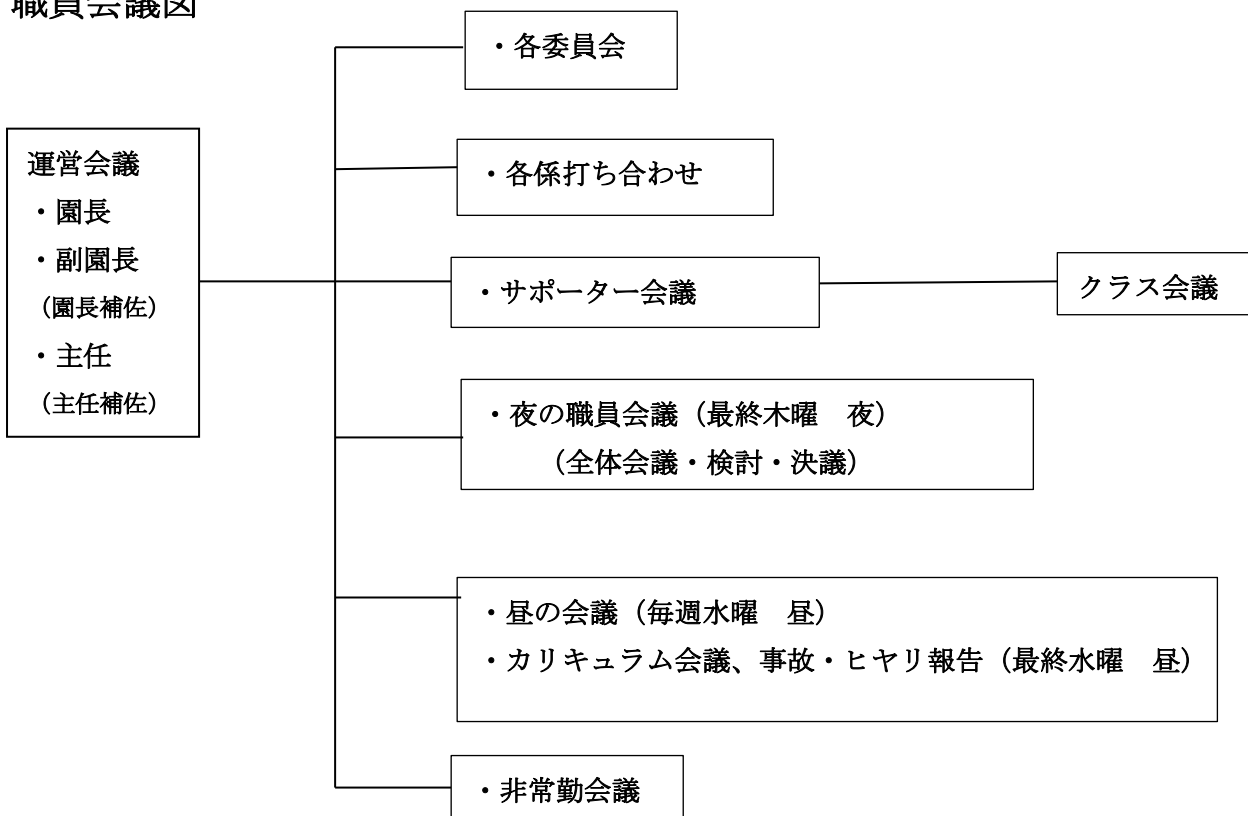 職員会議図
・各委員会
運営会議
・園長
・副園長
（園長補佐）
・主任
（主任補佐）
・各係打ち合わせ
・サポーター会議
クラス会議
・夜の職員会議（最終木曜　夜）
（全体会議・検討・決議）
・昼の会議（毎週水曜　昼）
・カリキュラム会議、事故・ヒヤリ報告（最終水曜　昼）
・非常勤会議